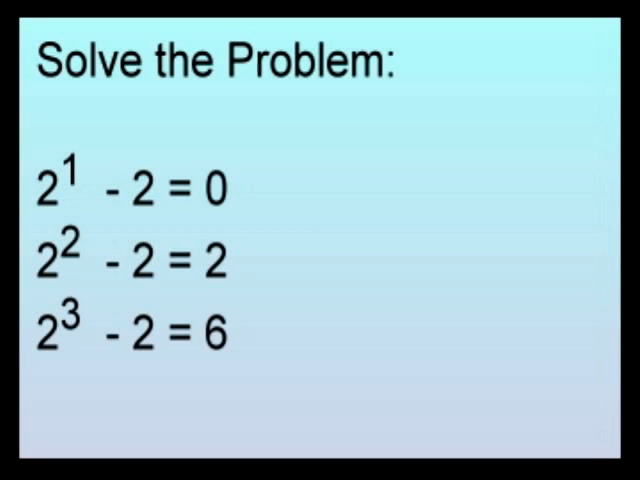 Solve the Problem:
2¹ - 2 = 0
2² - 2 = 2
2³ - 2 = 6